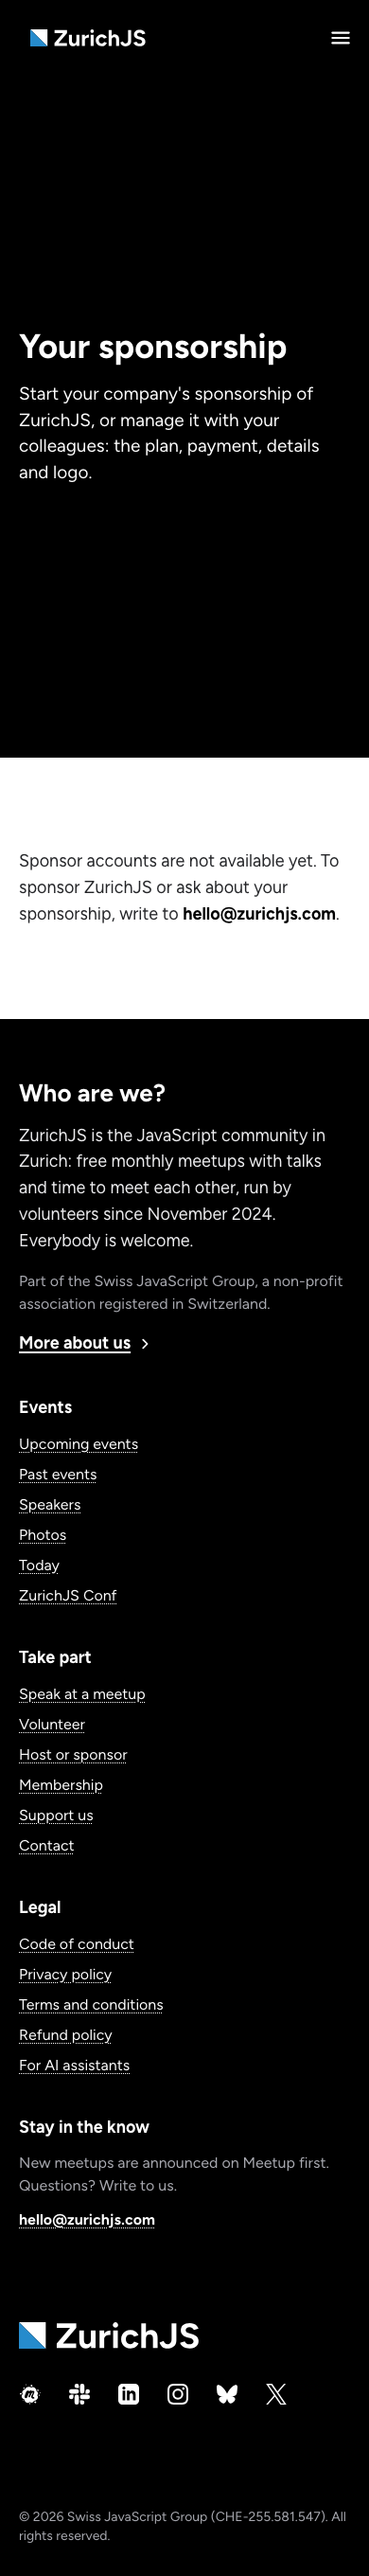 ZurichJS
Your sponsorship
Start your company's sponsorship of
ZurichJS, or manage it with your
colleagues: the plan, payment, details
and logo.
Sponsor accounts are not available yet. To
sponsor ZurichJS or ask about your
sponsorship, write to hello@zurichjs.com.
Who are we?
ZurichJS is the JavaScript community in
Zurich: free monthly meetups with talks
and time to meet each other, run by
volunteers since November 2024.
Everybody is welcome.
Part of the Swiss JavaScript Group, a non-profit
association registered in Switzerland.
More about us
Events
Upcoming events
Past events
Speakers
Photos
Today
ZurichJS Conf
Take part
Speak at a meetup
Volunteer
Host or sponsor
Membership
Support us
Contact
Legal
Code of conduct
Privacy policy
Terms and conditions
Refund policy
For AI assistants
Stay in the know
New meetups are announced on Meetup first.
Questions? Write to us.
hello@zurichjs.com
ZurichJS
© 2026 Swiss JavaScript Group (CHE-255.581.547). All
rights reserved.